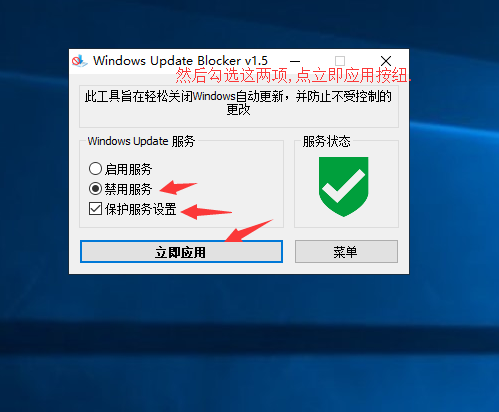 Windows Update Blocker v1.5
然后勾选这两项,点立即应用按钮.
此工具旨在轻松关闭Windows自动更新，并防止不受控制的
更改
Windows Update 服务
服务状态
启用服务
禁用服务
保护服务设置
立即应用
菜单